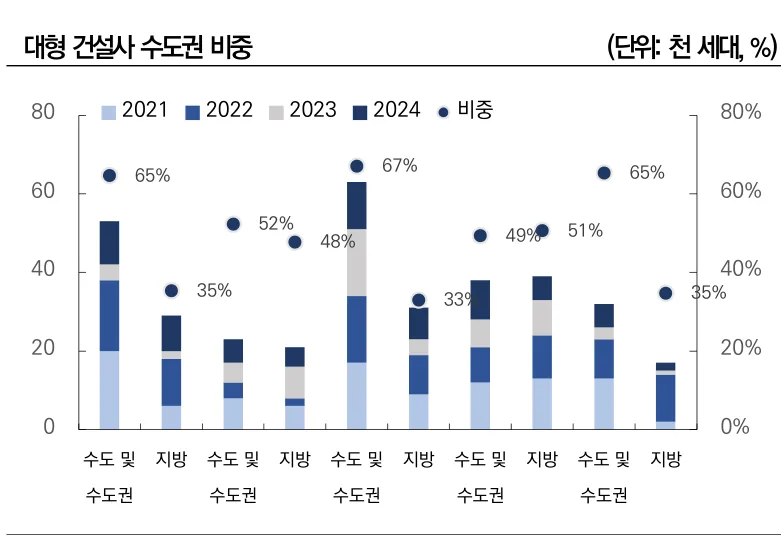 대형 건설사 수도권 비중 (단위: 천 세대, %)
80 2021 2022 2023 2024 비중 80%
65% 67% 65%
60 60%
52% 48% 49% 51%
40 40%
35% 33% 35%
20 20%
0 0%
수도 및 지방 수도 및 지방 수도 및 지방 수도 및 지방 수도 및 지방
수도권 수도권 수도권 수도권 수도권